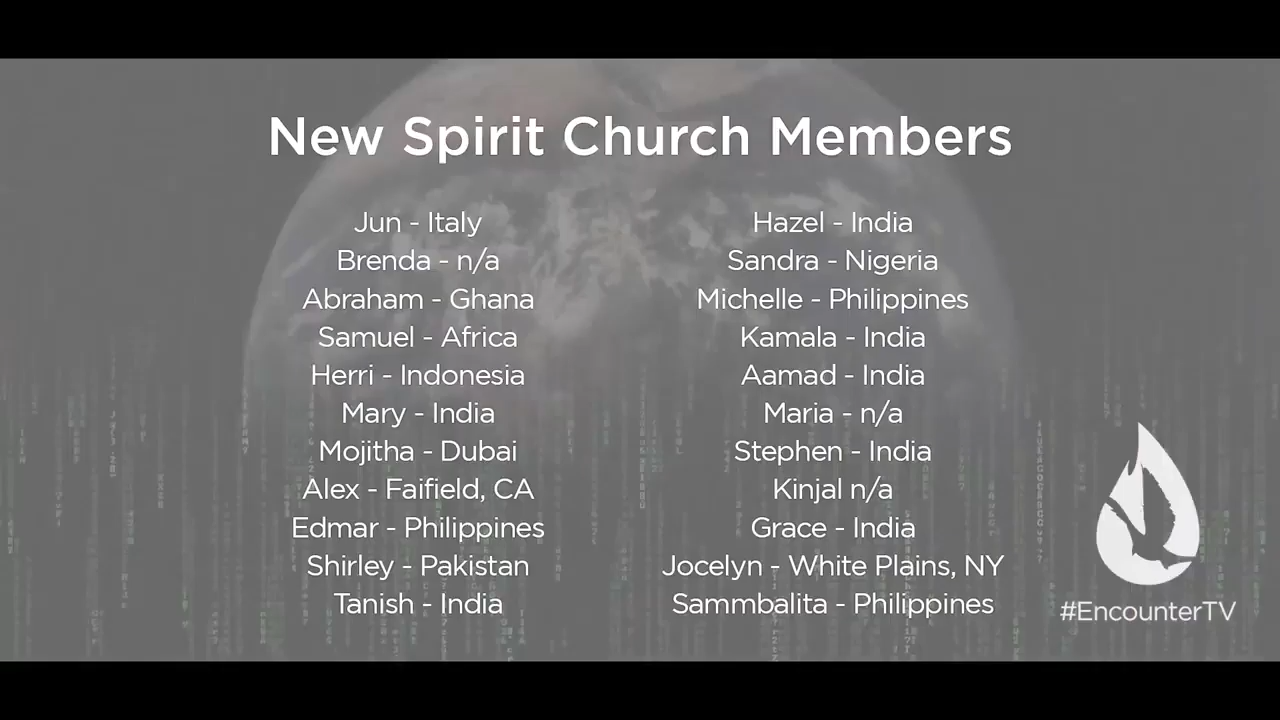 New Spirit Church Members
Jun - Italy
Brenda - n/a
Abraham - Ghana
Samuel - Africa
Herri - Indonesia
Mary - India
Mojitha - Dubai
Alex - Faifield, CA
Edmar - Philippines
Shirley - Pakistan
Tanish - India
Hazel - India
Sandra - Nigeria
Michelle - Philippines
Kamala - India
Aamad - India
Maria - n/a
Stephen - India
Kinjal n/a
Grace - India
Jocelyn - White Plains, NY
Sammbalita - Philippines
#EncounterTV